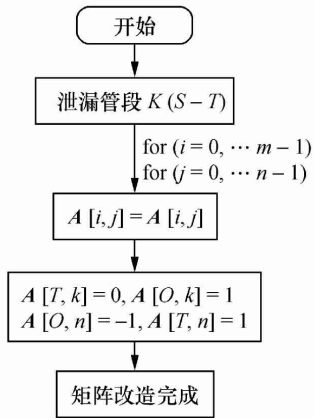 开始
泄漏管段 K (S − T)
for (i = 0, ··· m − 1)
for (j = 0, ··· n − 1)
A [i, j] = A [i, j]
A [T, k] = 0, A [O, k] = 1
A [O, n] = −1, A [T, n] = 1
矩阵改造完成